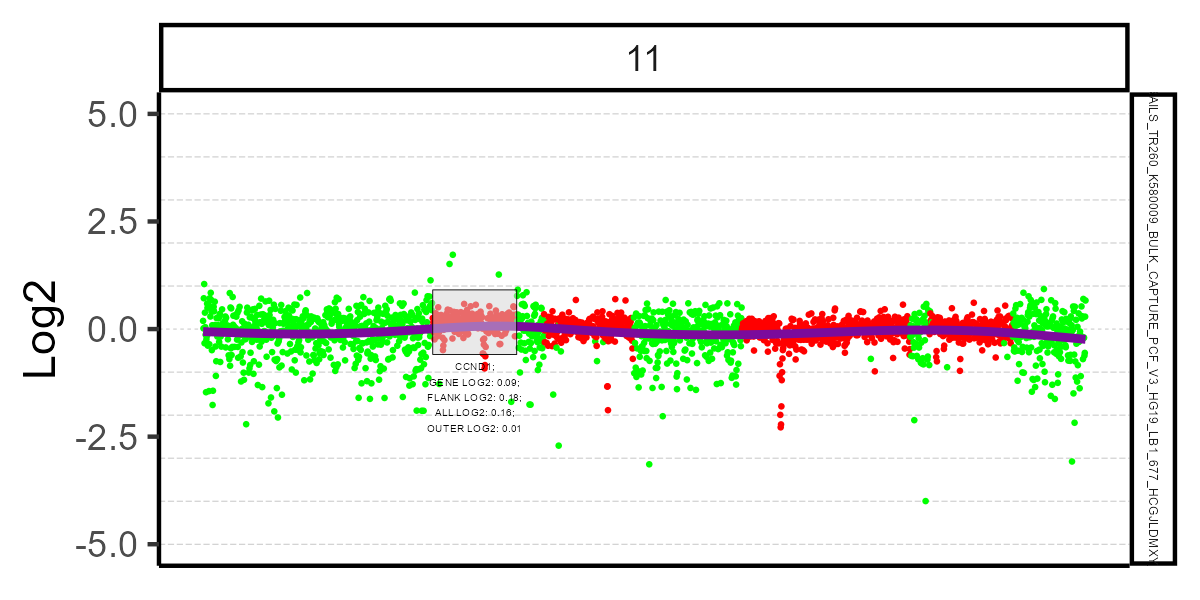 11
5.0
2.5
0.0
-2.5
-5.0
Log2
CCND1;
GENE LOG2: 0.09;
FLANK LOG2: 0.18;
ALL LOG2: 0.16;
OUTER LOG2: 0.01
AILS_TR260_K580009_BULK_CAPTURE_PCF_V3_HG19_LB1_677_HCGJLDMXY